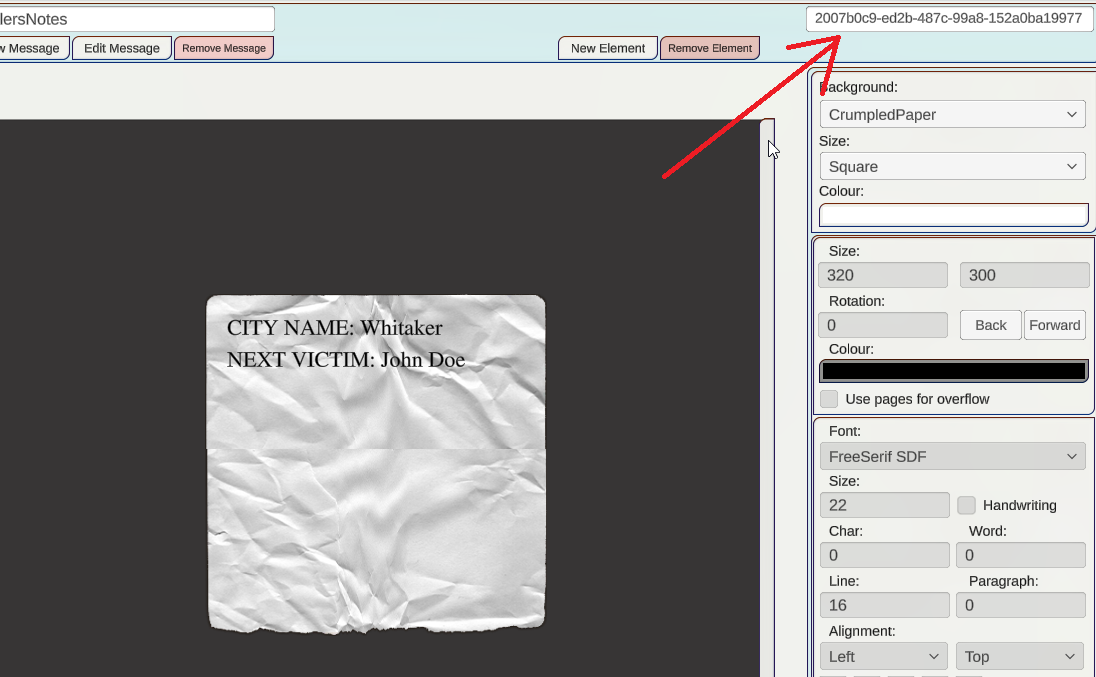 lersNotes
2007b0c9-ed2b-487c-99a8-152a0ba19977
w Message
Edit Message
Remove Message
New Element
Remove Element
Background:
CrumpledPaper
Size:
Square
Colour:
Size:
320
300
Rotation:
0
Back
Forward
Colour:
Use pages for overflow
CITY NAME: Whitaker
NEXT VICTIM: John Doe
Font:
FreeSerif SDF
Size:
22
Handwriting
Char:
Word:
0
0
Line:
Paragraph:
16
0
Alignment:
Left
Top